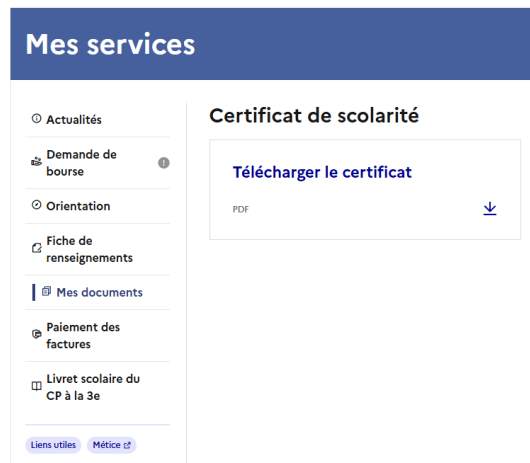 Mes services
Actualités
Demande de
bourse
Orientation
Fiche de
renseignements
Mes documents
Paiement des
factures
Livret scolaire du
CP à la 3e
Liens utiles
Métice
Certificat de scolarité
Télécharger le certificat
PDF